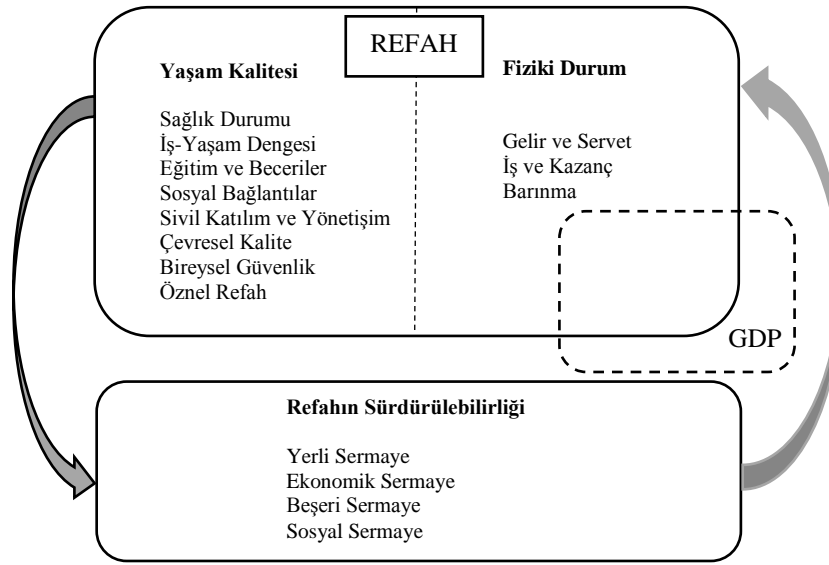 REFAH
Yaşam Kalitesi
Sağlık Durumu
İş-Yaşam Dengesi
Eğitim ve Beceriler
Sosyal Bağlantılar
Sivil Katılım ve Yönetişim
Çevresel Kalite
Bireysel Güvenlik
Öznel Refah
Fiziki Durum
Gelir ve Servet
İş ve Kazanç
Barınma
GDP
Refahın Sürdürülebilirliği
Yerli Sermaye
Ekonomik Sermaye
Beşeri Sermaye
Sosyal Sermaye